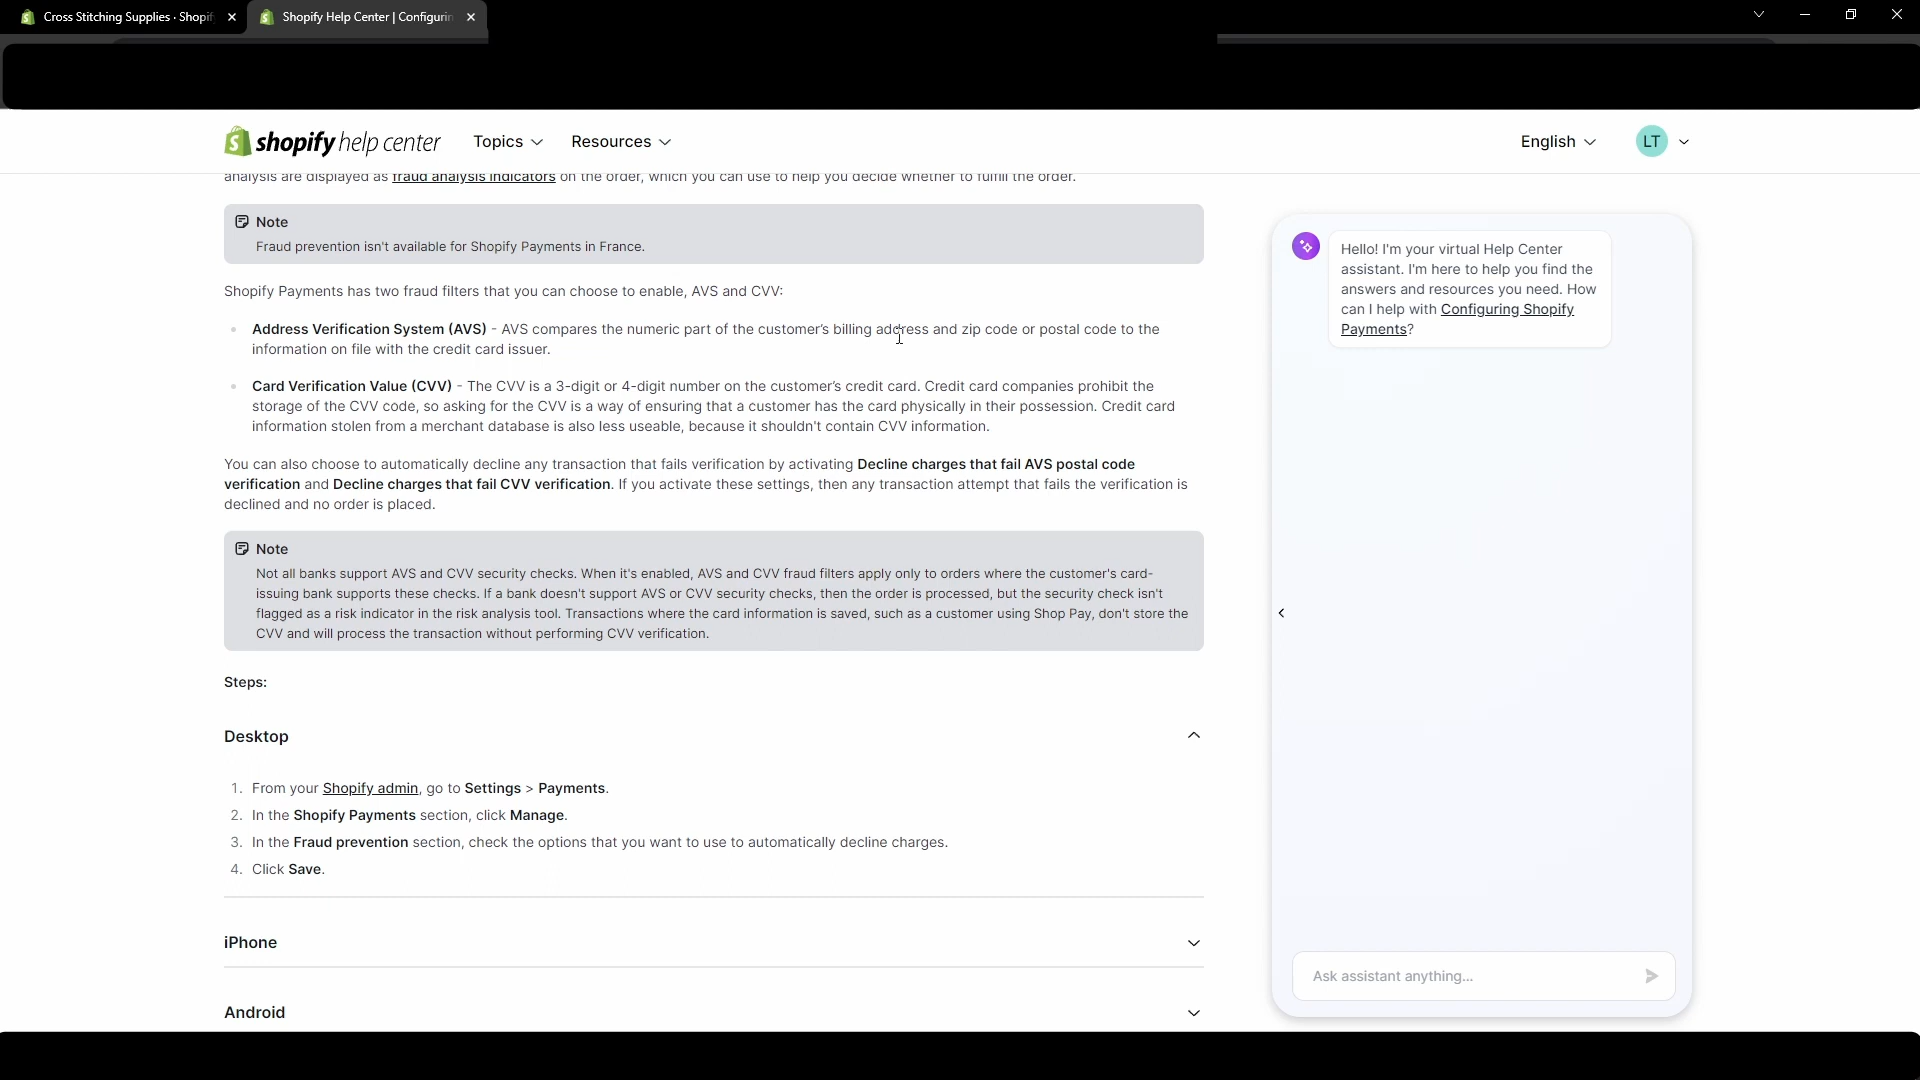 Cross Stitching Supplies · Shopif
Shopify Help Center | Configurin
shopify help center
Topics
Resources
English
LT
analysis are displayed as fraud analysis indicators on the order, which you can use to help you decide whether to fulfill the order.
Note
Fraud prevention isn't available for Shopify Payments in France.
Shopify Payments has two fraud filters that you can choose to enable, AVS and CVV:
Address Verification System (AVS) - AVS compares the numeric part of the customer's billing address and zip code or postal code to the
information on file with the credit card issuer.
Card Verification Value (CVV) - The CVV is a 3-digit or 4-digit number on the customer's credit card. Credit card companies prohibit the
storage of the CVV code, so asking for the CVV is a way of ensuring that a customer has the card physically in their possession. Credit card
information stolen from a merchant database is also less useable, because it shouldn't contain CVV information.
You can also choose to automatically decline any transaction that fails verification by activating Decline charges that fail AVS postal code
verification and Decline charges that fail CVV verification. If you activate these settings, then any transaction attempt that fails the verification is
declined and no order is placed.
Note
Not all banks support AVS and CVV security checks. When it's enabled, AVS and CVV fraud filters apply only to orders where the customer's card-
issuing bank supports these checks. If a bank doesn't support AVS or CVV security checks, then the order is processed, but the security check isn't
flagged as a risk indicator in the risk analysis tool. Transactions where the card information is saved, such as a customer using Shop Pay, don't store the
CVV and will process the transaction without performing CVV verification.
Steps:
Desktop
1. From your Shopify admin, go to Settings > Payments.
2. In the Shopify Payments section, click Manage.
3. In the Fraud prevention section, check the options that you want to use to automatically decline charges.
4. Click Save.
iPhone
Android
Hello! I'm your virtual Help Center
assistant. I'm here to help you find the
answers and resources you need. How
can I help with Configuring Shopify
Payments?
Ask assistant anything...